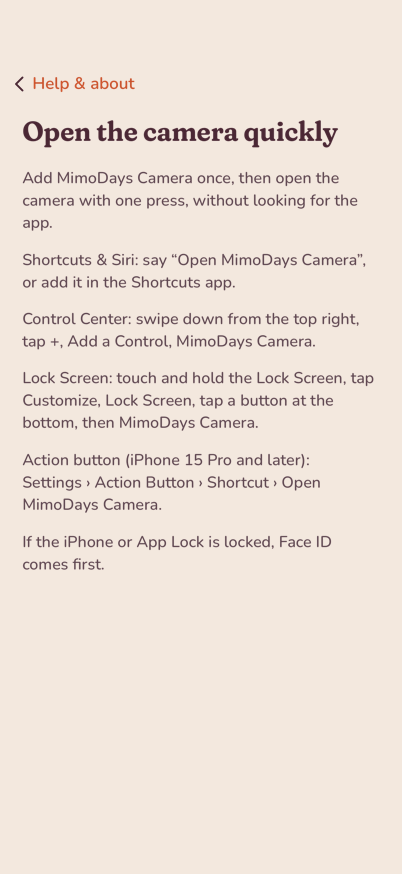 Help & about
Open the camera quickly
Add MimoDays Camera once, then open the
camera with one press, without looking for the
app.
Shortcuts & Siri: say “Open MimoDays Camera”,
or add it in the Shortcuts app.
Control Center: swipe down from the top right,
tap +, Add a Control, MimoDays Camera.
Lock Screen: touch and hold the Lock Screen, tap
Customize, Lock Screen, tap a button at the
bottom, then MimoDays Camera.
Action button (iPhone 15 Pro and later):
Settings › Action Button › Shortcut › Open
MimoDays Camera.
If the iPhone or App Lock is locked, Face ID
comes first.